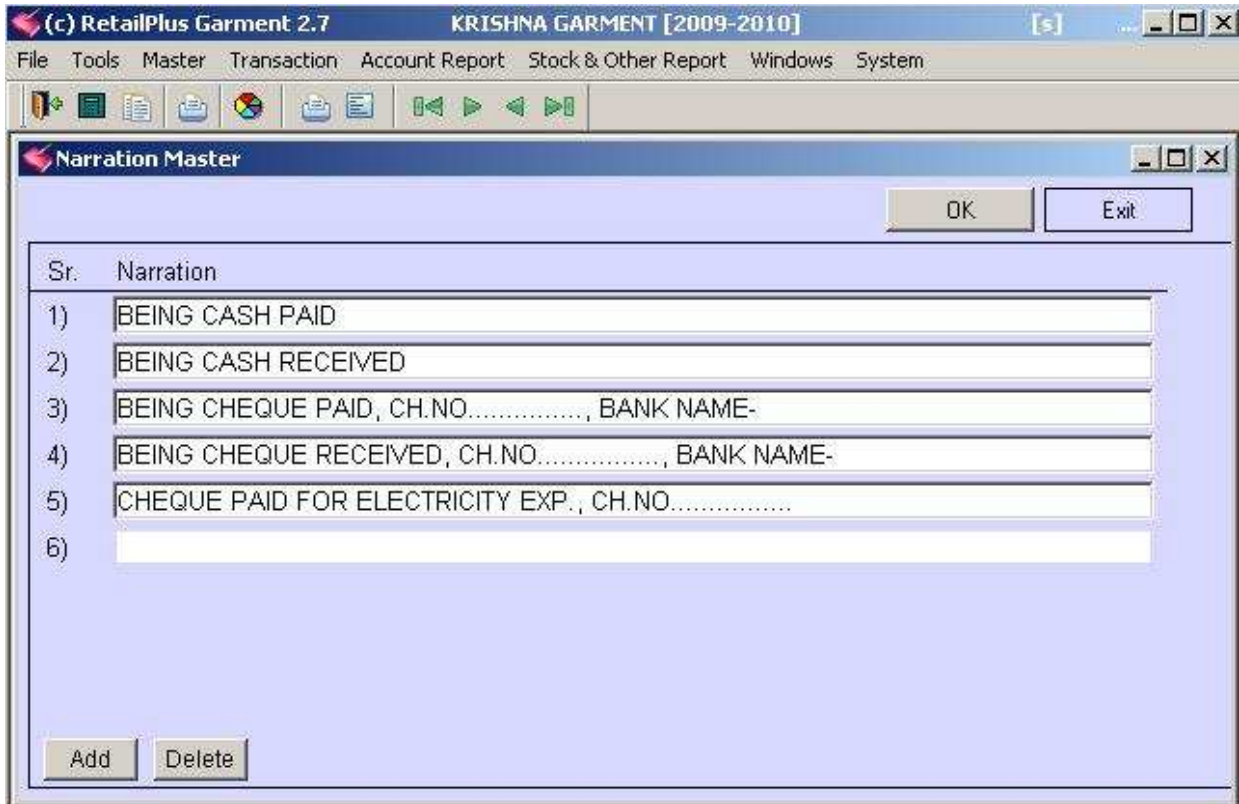 (c) RetailPlus Garment 2.7 KRISHNA GARMENT [2009-2010] [s] ...
File Tools Master Transaction Account Report Stock & Other Report Windows System
Narration Master
OK Exit
Sr. Narration
1) BEING CASH PAID
2) BEING CASH RECEIVED
3) BEING CHEQUE PAID, CH.NO..............., BANK NAME-
4) BEING CHEQUE RECEIVED, CH.NO................, BANK NAME-
5) CHEQUE PAID FOR ELECTRICITY EXP., CH.NO................
6)
Add Delete